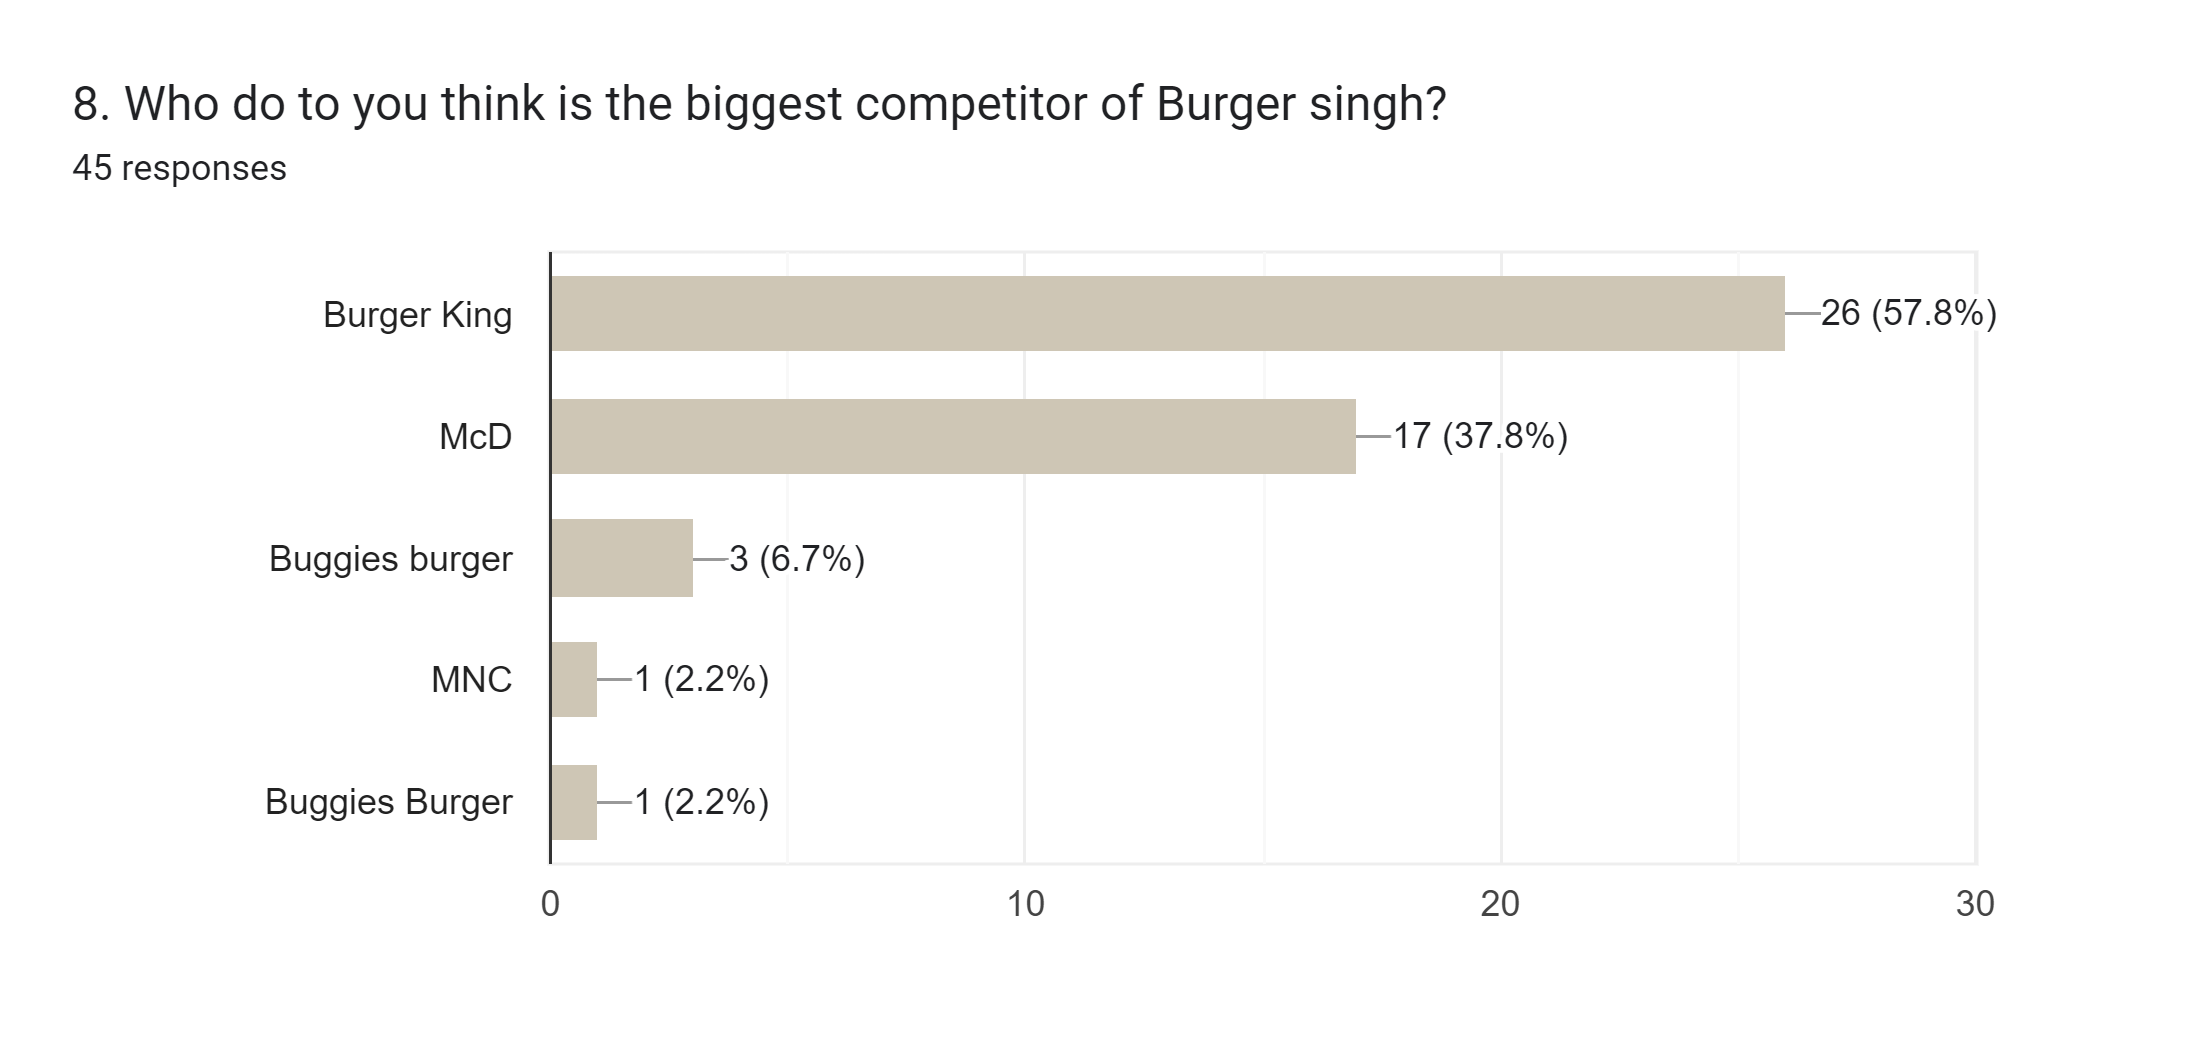 8. Who do to you think is the biggest competitor of Burger singh?
45 responses
Burger King
26 (57.8%)
McD
17 (37.8%)
Buggies burger
3 (6.7%)
MNC
1 (2.2%)
Buggies Burger
1 (2.2%)
0 10 20 30